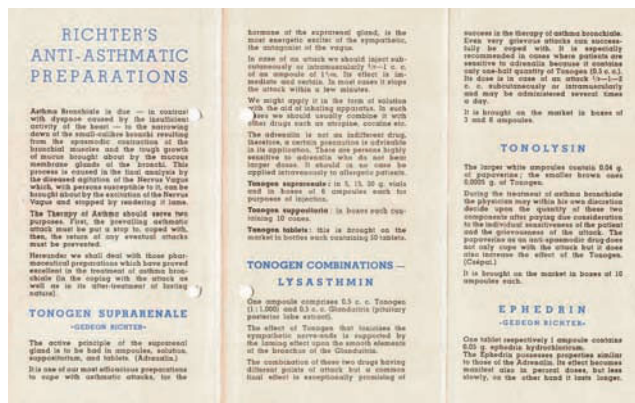 RICHTER'S
ANTI-ASTHMATIC
PREPARATIONS
Asthma Bronchiale is due — in contrast
with dyspnoe caused by the insufficient
activity of the heart — to the narrowing
down of the small-calibre bronchi resulting
from the spasmodic contraction of the
bronchial muscles and the tough growth
of mucus brought about by the mucous
membrane glands of the bronchi. This
process is caused in the final analysis by
the diseased agitation of the Nervus Vagus
which, with persons susceptible to it, can be
brought about by the excitation of the Nervus
Vagus and stopped by rendering it lame.
The Therapy of Asthma should serve two
purposes. First, the prevailing asthmatic
attack must be put a stop to, coped with,
then, the return of any eventual attacks
must be prevented.
Hereunder we shall deal with those phar-
maceutical preparations which have proved
excellent in the treatment of asthma bron-
chiale (in the coping with the attack as
well as in its after-treatment of lasting
nature).
TONOGEN SUPRARENALE
-GEDEON RICHTER-
The active principle of the suprarenal
gland is to be had in ampoules, solution,
suppositorium, and tablets. (Adrenalin.)
It is one of our most efficacious preparations
to cope with asthmatic attacks, for the
hormone of the suprarenal gland, is the
most energetic exciter of the sympathetic,
the antagonist of the vagus.
In case of an attack we should inject sub-
cutaneously or intramuscularly ½—1 c. c.
of an ampoule of 1‰. Its effect is im-
mediate and certain. In most cases it stops
the attack within a few minutes.
We might apply it in the form of solution
with the aid of inhaling apparatus. In such
cases we should usually combine it with
other drugs such as atropine, cocaine etc.
The adrenalin is not an indifferent drug,
therefore, a certain precaution is advisable
in its application. There are persons highly
sensitive to adrenalin who do not bear
larger doses. It should in no case be
applied intravenously to allergic patients.
Tonogen suprarenale: in 5, 15, 30 g. vials
and in boxes of 6 ampoules each for
purposes of injection.
Tonogen suppositoria: in boxes each con-
taining 10 cones.
Tonogen tablets: this is brought on the
market in bottles each containing 50 tablets.
TONOGEN COMBINATIONS —
LYSASTHMIN
One ampoule comprises 0.5 c. c. Tonogen
(1:1.000) and 0.5 c. c. Glanduitrin (pituitary
posterior lobe extract).
The effect of Tonogen that tonicises the
sympathetic nerve-ends is supported by
the laming effect upon the smooth elements
of the bronchus of the Glanduitrin.
The combination of these two drugs having
different points of attack but a common
final effect is exceptionally promising of
success in the therapy of asthma bronchiale.
Even very grievous attacks can success-
fully be coped with. It is especially
recommended in cases where patients are
sensitive to adrenalin because it contains
only one-half quantity of Tonogen (0.5 c. c.).
Its dose is in case of an attack ½—1—2
c. c. subcutaneously or intramuscularly
and may be administered several times
a day.
It is brought on the market in boxes of
3 and 6 ampoules.
TONOLYSIN
The larger white ampoules contain 0.04 g.
of papaverine; the smaller brown ones
0.0005 g. of Tonogen.
During the treatment of asthma bronchiale
the physician may within his own discretion
decide upon the quantity of these two
components after paying due consideration
to the individual sensitiveness of the patient
and the grievousness of the attack. The
papaverine as an anti-spasmodic drug does
not only cope with the attack but it does
also increase the effect of the Tonogen.
(Csépai.)
It is brought on the market in boxes of 10
ampoules each.
EPHEDRIN
-GEDEON RICHTER-
One tablet respectively 1 ampoule contains
0.05 g. ephedrin hydrochloricum.
The Ephedrin possesses properties similar
to those of the Adrenalin. Its effect becomes
manifest also in peroral doses, but less
slowly, on the other hand it lasts longer.